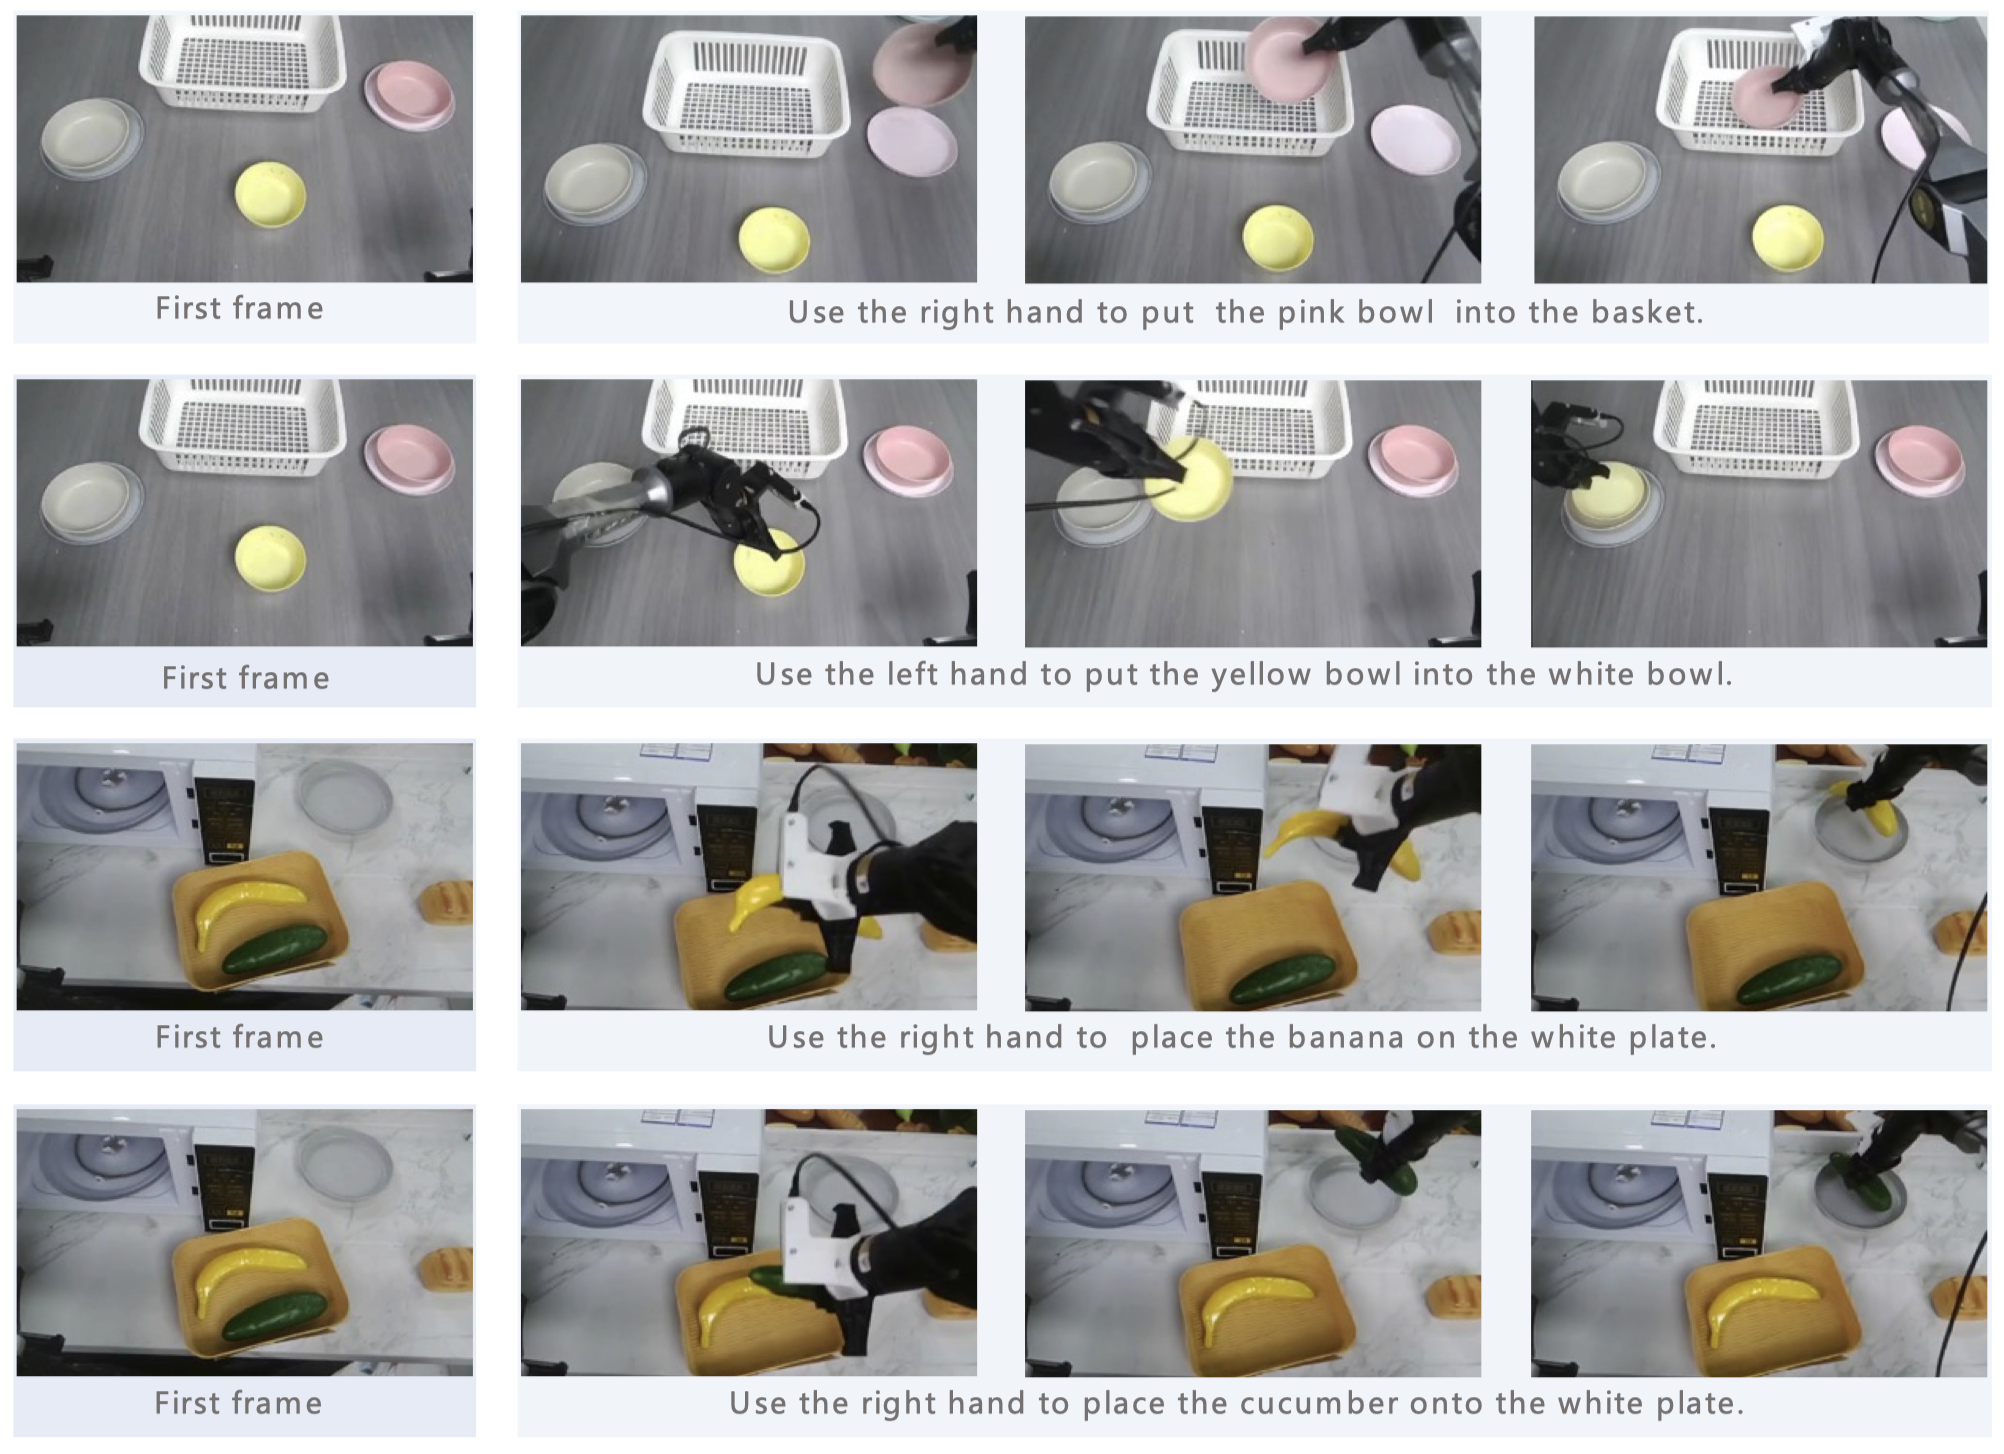 First frame
Use the right hand to put the pink bowl into the basket.
First frame
Use the left hand to put the yellow bowl into the white bowl.
First frame
Use the right hand to place the banana on the white plate.
First frame
Use the right hand to place the cucumber onto the white plate.